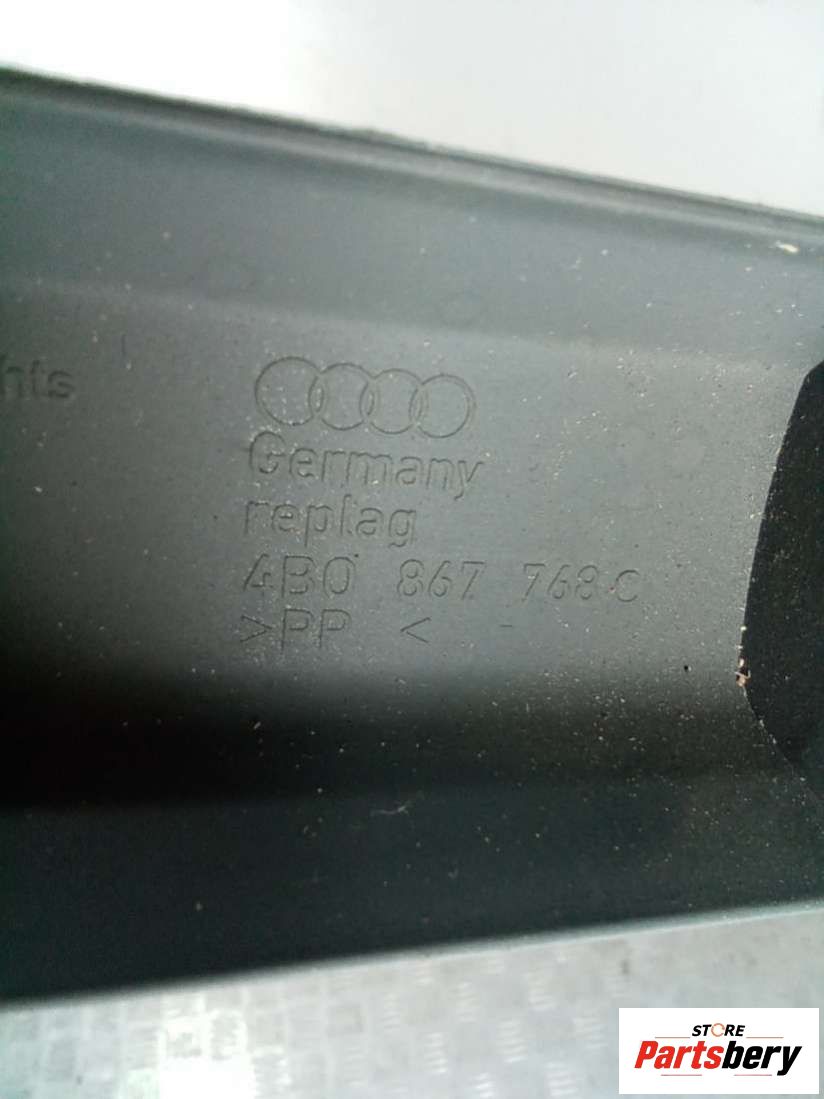 hts
Germany
replag
4B0 867 768 C
>PP < -
STORE
Partsbery